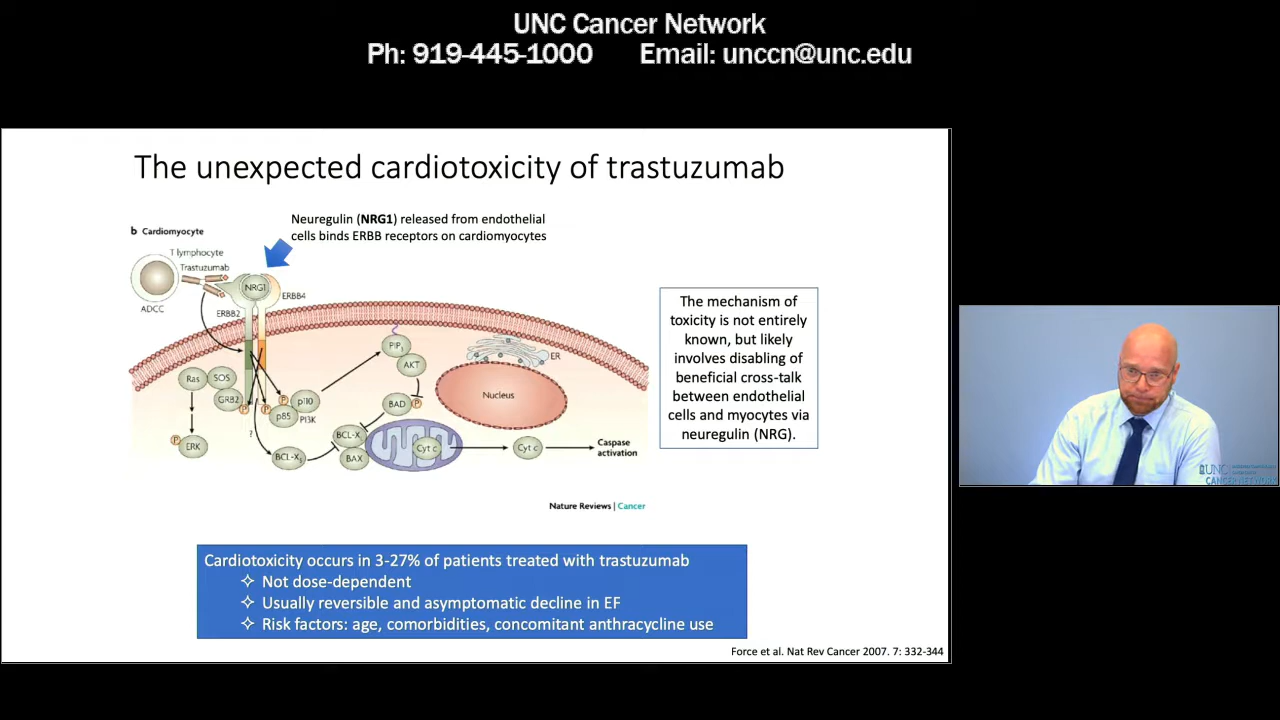 UNC Cancer Network
Ph: 919-445-1000 Email: unccn@unc.edu
The unexpected cardiotoxicity of trastuzumab
Neuregulin (NRG1) released from endothelial
cells binds ERBB receptors on cardiomyocytes
b Cardiomyocyte
T lymphocyte
Trastuzumab
NRG1
ERBB4
ADCC
ERBB2
PIP3
ER
AKT
Ras
SOS
GRB2
P
P
P
p110
p85
PI3K
BAD
P
Nucleus
P
ERK
?
BCL-XS
BCL-X
BAX
Cyt c
Cyt c
Caspase
activation
Nature Reviews | Cancer
The mechanism of
toxicity is not entirely
known, but likely
involves disabling of
beneficial cross-talk
between endothelial
cells and myocytes via
neuregulin (NRG).
Cardiotoxicity occurs in 3-27% of patients treated with trastuzumab
Not dose-dependent
Usually reversible and asymptomatic decline in EF
Risk factors: age, comorbidities, concomitant anthracycline use
Force et al. Nat Rev Cancer 2007. 7: 332-344
UNC
CANCER NETWORK